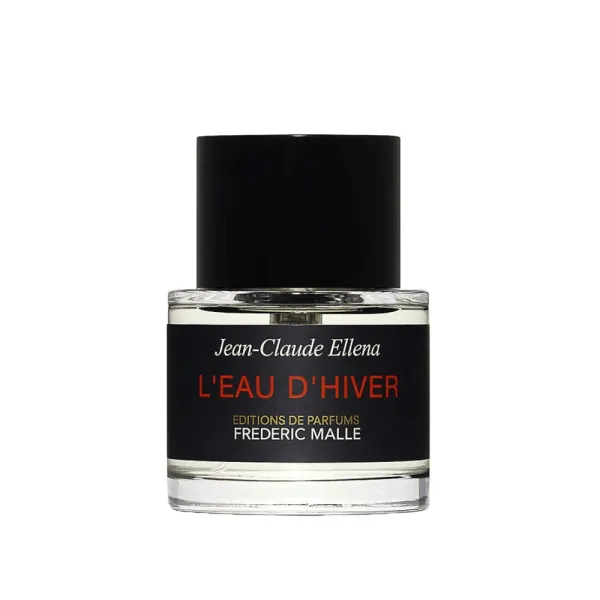 Jean-Claude Ellena
L'EAU D'HIVER
EDITIONS DE PARFUMS
FREDERIC MALLE